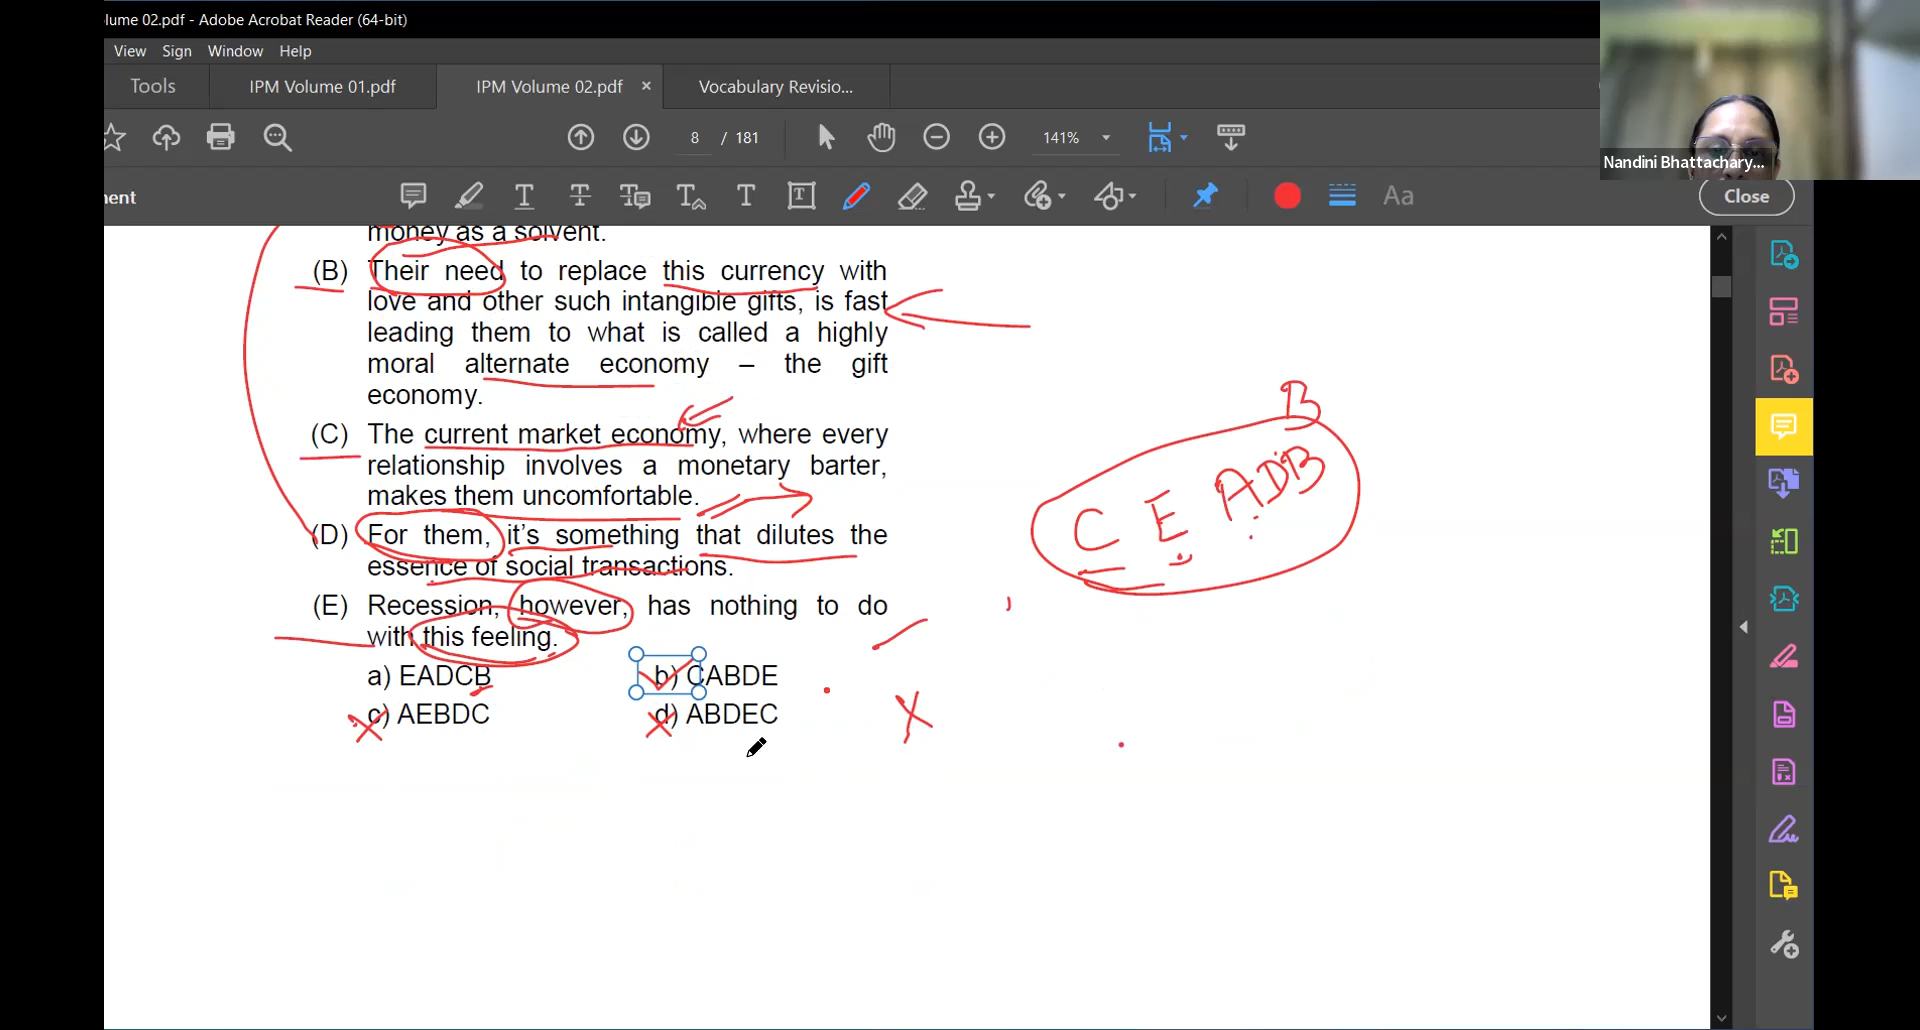 lume 02.pdf - Adobe Acrobat Reader (64-bit)
View Sign Window Help
Tools IPM Volume 01.pdf IPM Volume 02.pdf × Vocabulary Revisio...
8 / 181 141%
Nandini Bhattachary...
ent Aa Close
money as a solvent.
(B) Their need to replace this currency with
love and other such intangible gifts, is fast
leading them to what is called a highly
moral alternate economy – the gift
economy.
(C) The current market economy, where every
relationship involves a monetary barter,
makes them uncomfortable.
(D) For them, it's something that dilutes the
essence of social transactions.
(E) Recession, however, has nothing to do
with this feeling.
a) EADCB b) CABDE
c) AEBDC d) ABDEC
B
C E A D B